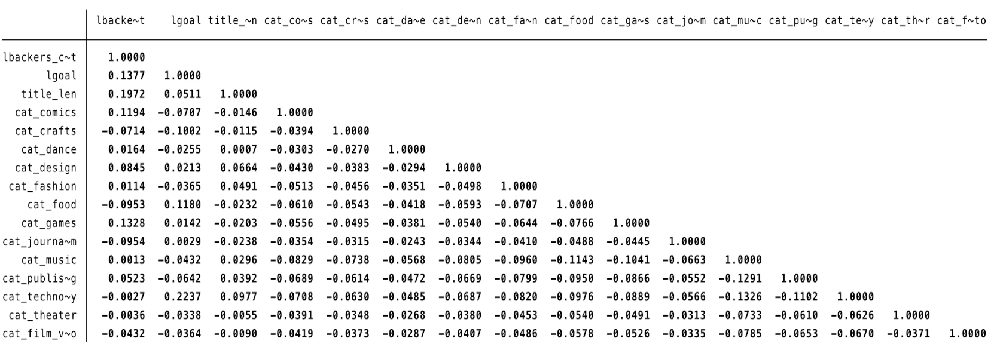 lbacke~t lgoal title_~n cat_co~s cat_cr~s cat_da~e cat_de~n cat_fa~n cat_food cat_ga~s cat_jo~m cat_mu~c cat_pu~g cat_te~y cat_th~r cat_f~to
lbackers_c~t 1.0000
lgoal 0.1377 1.0000
title_len 0.1972 0.0511 1.0000
cat_comics 0.1194 -0.0707 -0.0146 1.0000
cat_crafts -0.0714 -0.1002 -0.0115 -0.0394 1.0000
cat_dance 0.0164 -0.0255 0.0007 -0.0303 -0.0270 1.0000
cat_design 0.0845 0.0213 0.0664 -0.0430 -0.0383 -0.0294 1.0000
cat_fashion 0.0114 -0.0365 0.0491 -0.0513 -0.0456 -0.0351 -0.0498 1.0000
cat_food -0.0953 0.1180 -0.0232 -0.0610 -0.0543 -0.0418 -0.0593 -0.0707 1.0000
cat_games 0.1328 0.0142 -0.0203 -0.0556 -0.0495 -0.0381 -0.0540 -0.0644 -0.0766 1.0000
cat_journa~m -0.0954 0.0029 -0.0238 -0.0354 -0.0315 -0.0243 -0.0344 -0.0410 -0.0488 -0.0445 1.0000
cat_music 0.0013 -0.0432 0.0296 -0.0829 -0.0738 -0.0568 -0.0805 -0.0960 -0.1143 -0.1041 -0.0663 1.0000
cat_publis~g 0.0523 -0.0642 0.0392 -0.0689 -0.0614 -0.0472 -0.0669 -0.0799 -0.0950 -0.0866 -0.0552 -0.1291 1.0000
cat_techno~y -0.0027 0.2237 0.0977 -0.0708 -0.0630 -0.0485 -0.0687 -0.0820 -0.0976 -0.0889 -0.0566 -0.1326 -0.1102 1.0000
cat_theater -0.0036 -0.0338 -0.0055 -0.0391 -0.0348 -0.0268 -0.0380 -0.0453 -0.0540 -0.0491 -0.0313 -0.0733 -0.0610 -0.0626 1.0000
cat_film_v~o -0.0432 -0.0364 -0.0090 -0.0419 -0.0373 -0.0287 -0.0407 -0.0486 -0.0578 -0.0526 -0.0335 -0.0785 -0.0653 -0.0670 -0.0371 1.0000